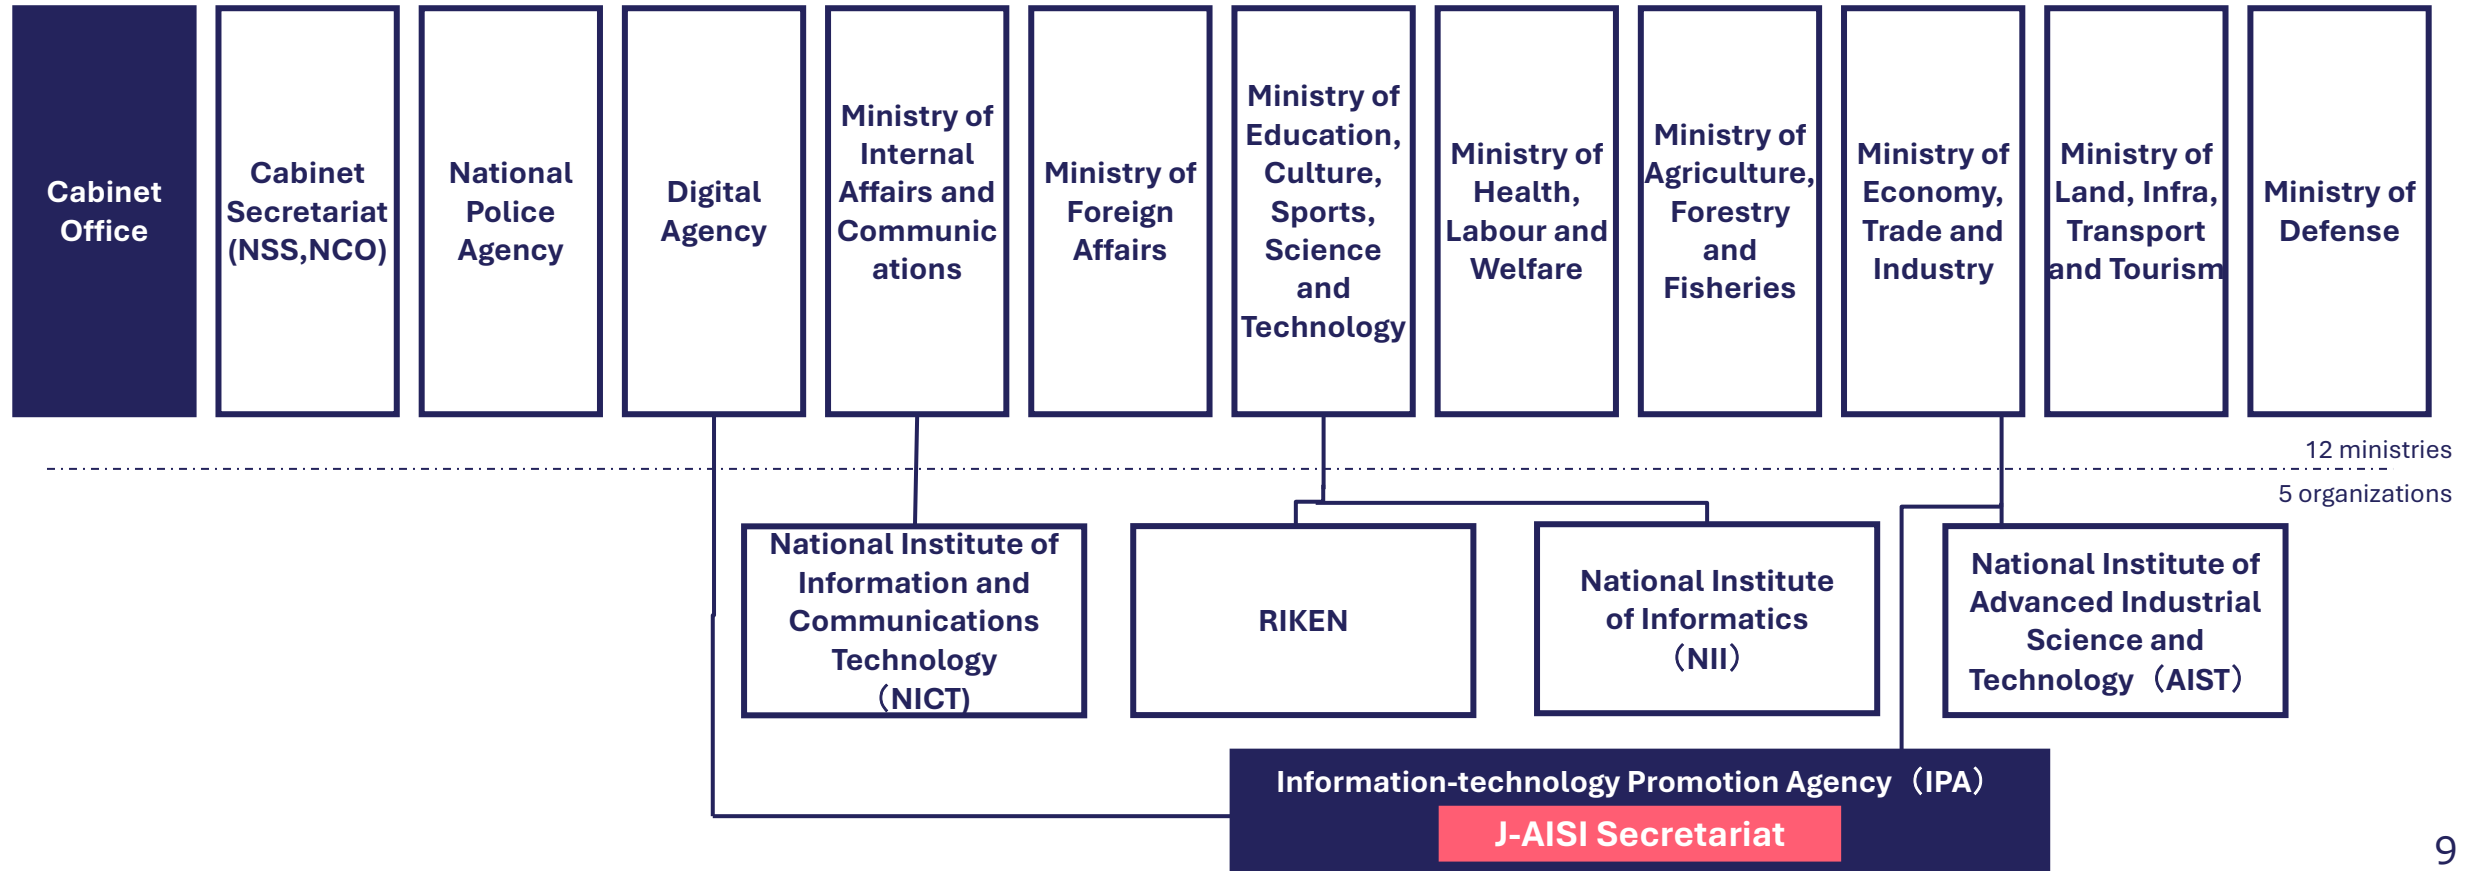 Cabinet
Office
Cabinet
Secretariat
(NSS,NCO)
National
Police
Agency
Digital
Agency
Ministry of
Internal
Affairs and
Communic
ations
Ministry of
Foreign
Affairs
Ministry of
Education,
Culture,
Sports,
Science
and
Technology
Ministry of
Health,
Labour and
Welfare
Ministry of
Agriculture,
Forestry
and
Fisheries
Ministry of
Economy,
Trade and
Industry
Ministry of
Land, Infra,
Transport
and Tourism
Ministry of
Defense
12 ministries
5 organizations
National Institute of
Information and
Communications
Technology
（NICT)
RIKEN
National Institute
of Informatics
（NII）
National Institute of
Advanced Industrial
Science and
Technology（AIST）
Information-technology Promotion Agency（IPA）
J-AISI Secretariat
9